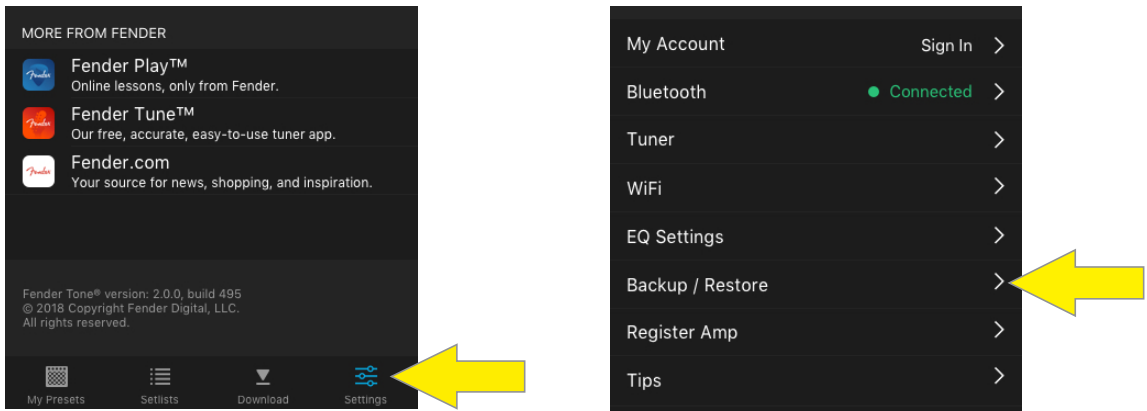 MORE FROM FENDER
Fender
Fender Play™
Online lessons, only from Fender.
Fender
Fender Tune™
Our free, accurate, easy-to-use tuner app.
Fender
Fender.com
Your source for news, shopping, and inspiration.
Fender Tone® version: 2.0.0, build 495
© 2018 Copyright Fender Digital, LLC.
All rights reserved.
My Presets Setlists Download Settings
My Account Sign In
Bluetooth Connected
Tuner
WiFi
EQ Settings
Backup / Restore
Register Amp
Tips